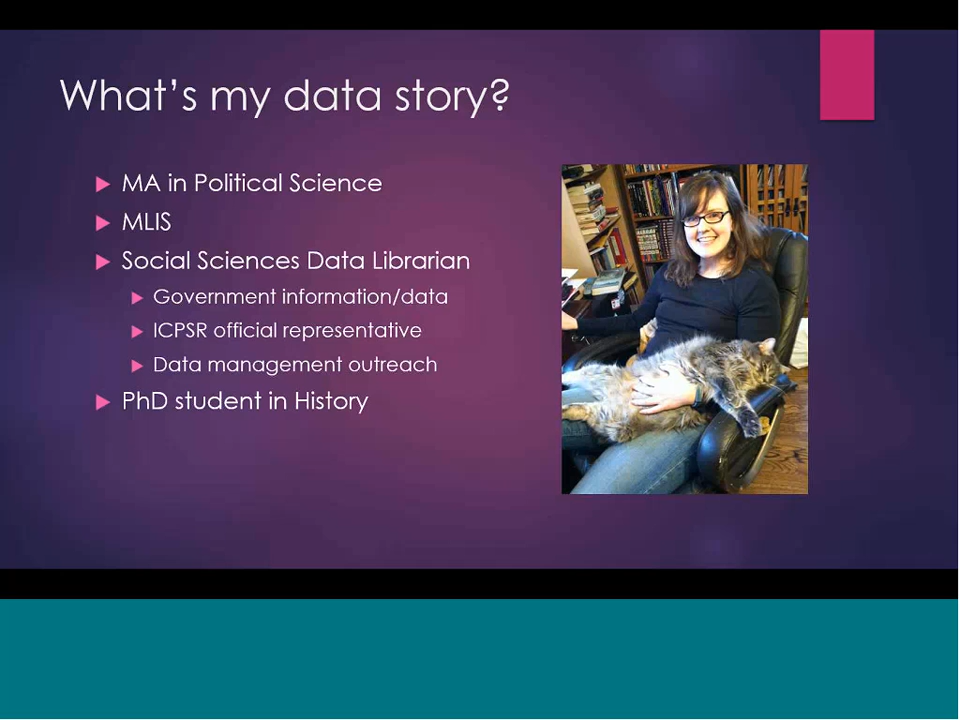 What's my data story?
MA in Political Science
MLIS
Social Sciences Data Librarian
Government information/data
ICPSR official representative
Data management outreach
PhD student in History